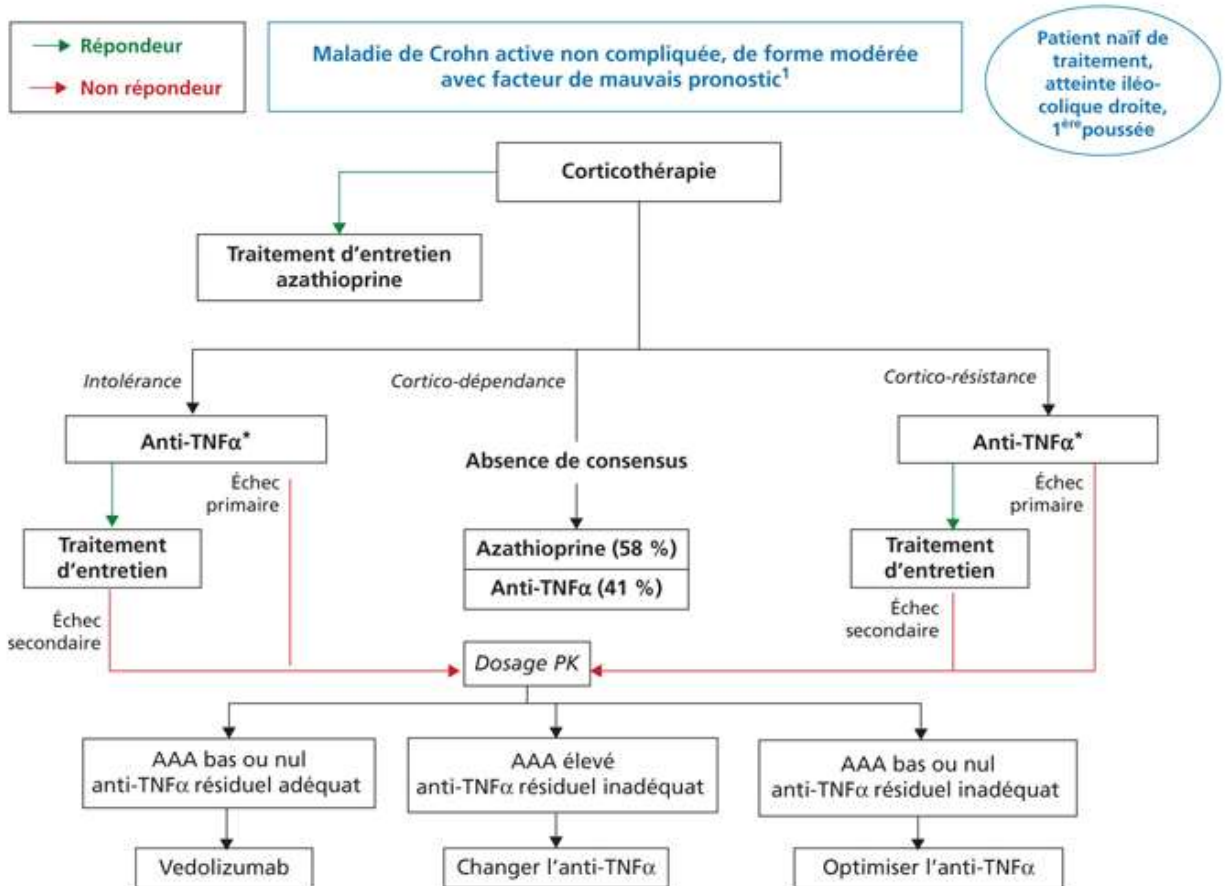 Répondeur
Non répondeur
Maladie de Crohn active non compliquée, de forme modérée
avec facteur de mauvais pronostic¹
Patient naïf de
traitement,
atteinte iléo-
colique droite,
1ère poussée
Corticothérapie
Traitement d'entretien
azathioprine
Intolérance
Cortico-dépendance
Cortico-résistance
Anti-TNFα*
Absence de consensus
Anti-TNFα*
Échec
primaire
Échec
primaire
Traitement
d'entretien
Azathioprine (58 %)
Anti-TNFα (41 %)
Traitement
d'entretien
Échec
secondaire
Échec
secondaire
Dosage PK
AAA bas ou nul
anti-TNFα résiduel adéquat
AAA élevé
anti-TNFα résiduel inadéquat
AAA bas ou nul
anti-TNFα résiduel inadéquat
Vedolizumab
Changer l'anti-TNFα
Optimiser l'anti-TNFα